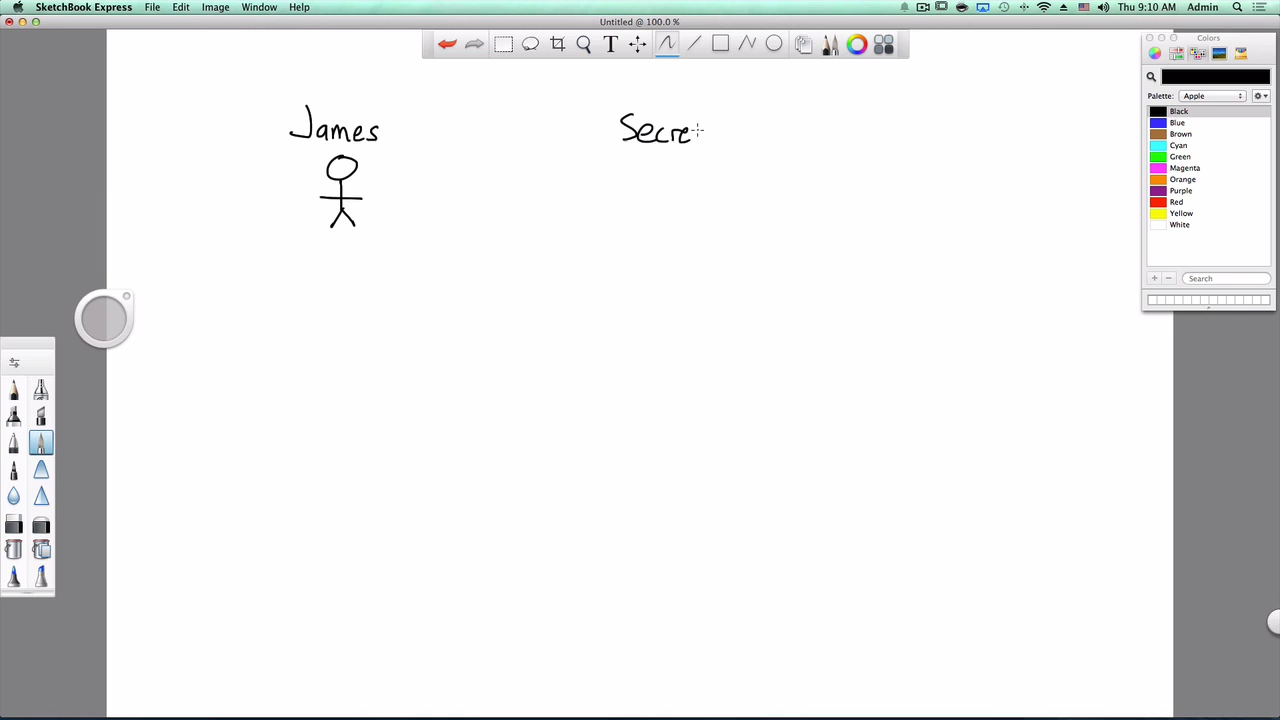 SketchBook Express File Edit Image Window Help Thu 9:10 AM Admin
Untitled @ 100.0 %
Colors
Palette: Apple
Black
Blue
Brown
Cyan
Green
Magenta
Orange
Purple
Red
Yellow
White
Search
James Secre